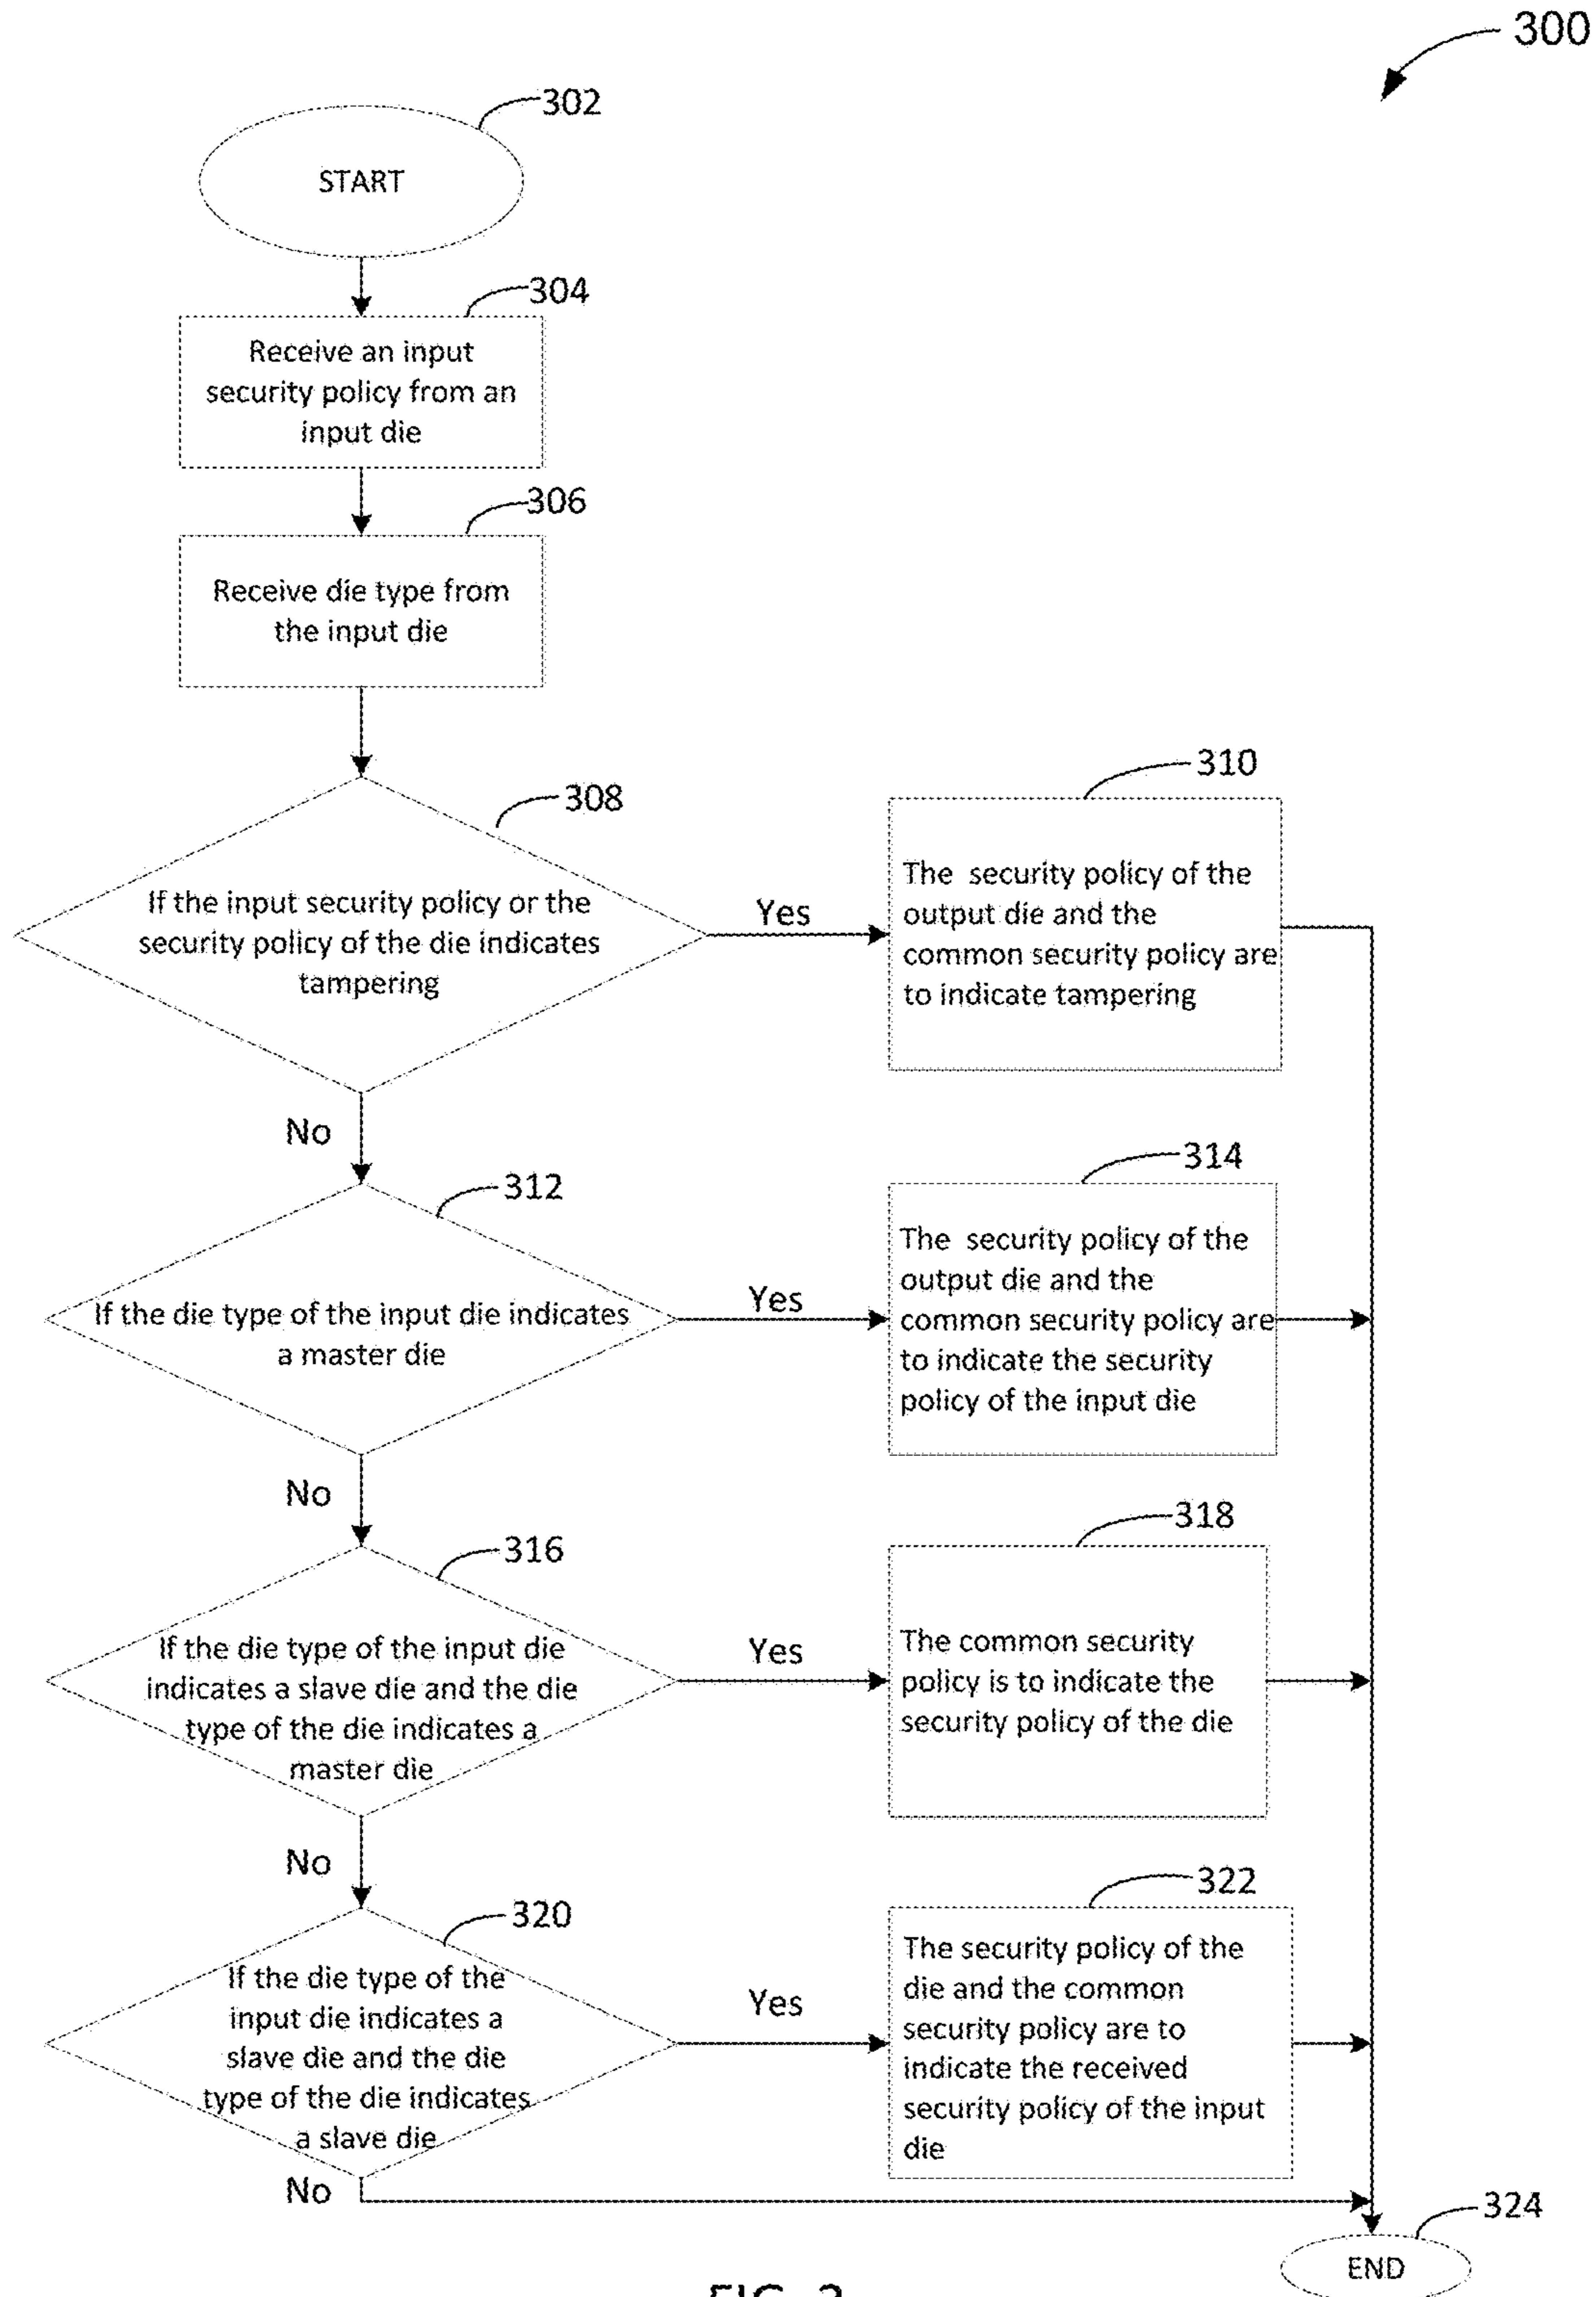 300
302
START
304
Receive an input
security policy from an
input die
306
Receive die type from
the input die
308
If the input security policy or the
security policy of the die indicates
tampering
Yes
310
The security policy of the
output die and the
common security policy are
to indicate tampering
No
312
If the die type of the input die indicates
a master die
Yes
314
The security policy of the
output die and the
common security policy are
to indicate the security
policy of the input die
No
316
If the die type of the input die
indicates a slave die and the die
type of the die indicates a
master die
Yes
318
The common security
policy is to indicate the
security policy of the die
No
320
If the die type of the
input die indicates a
slave die and the die
type of the die indicates
a slave die
Yes
322
The security policy of the
die and the common
security policy are to
indicate the received
security policy of the input
die
No
324
END